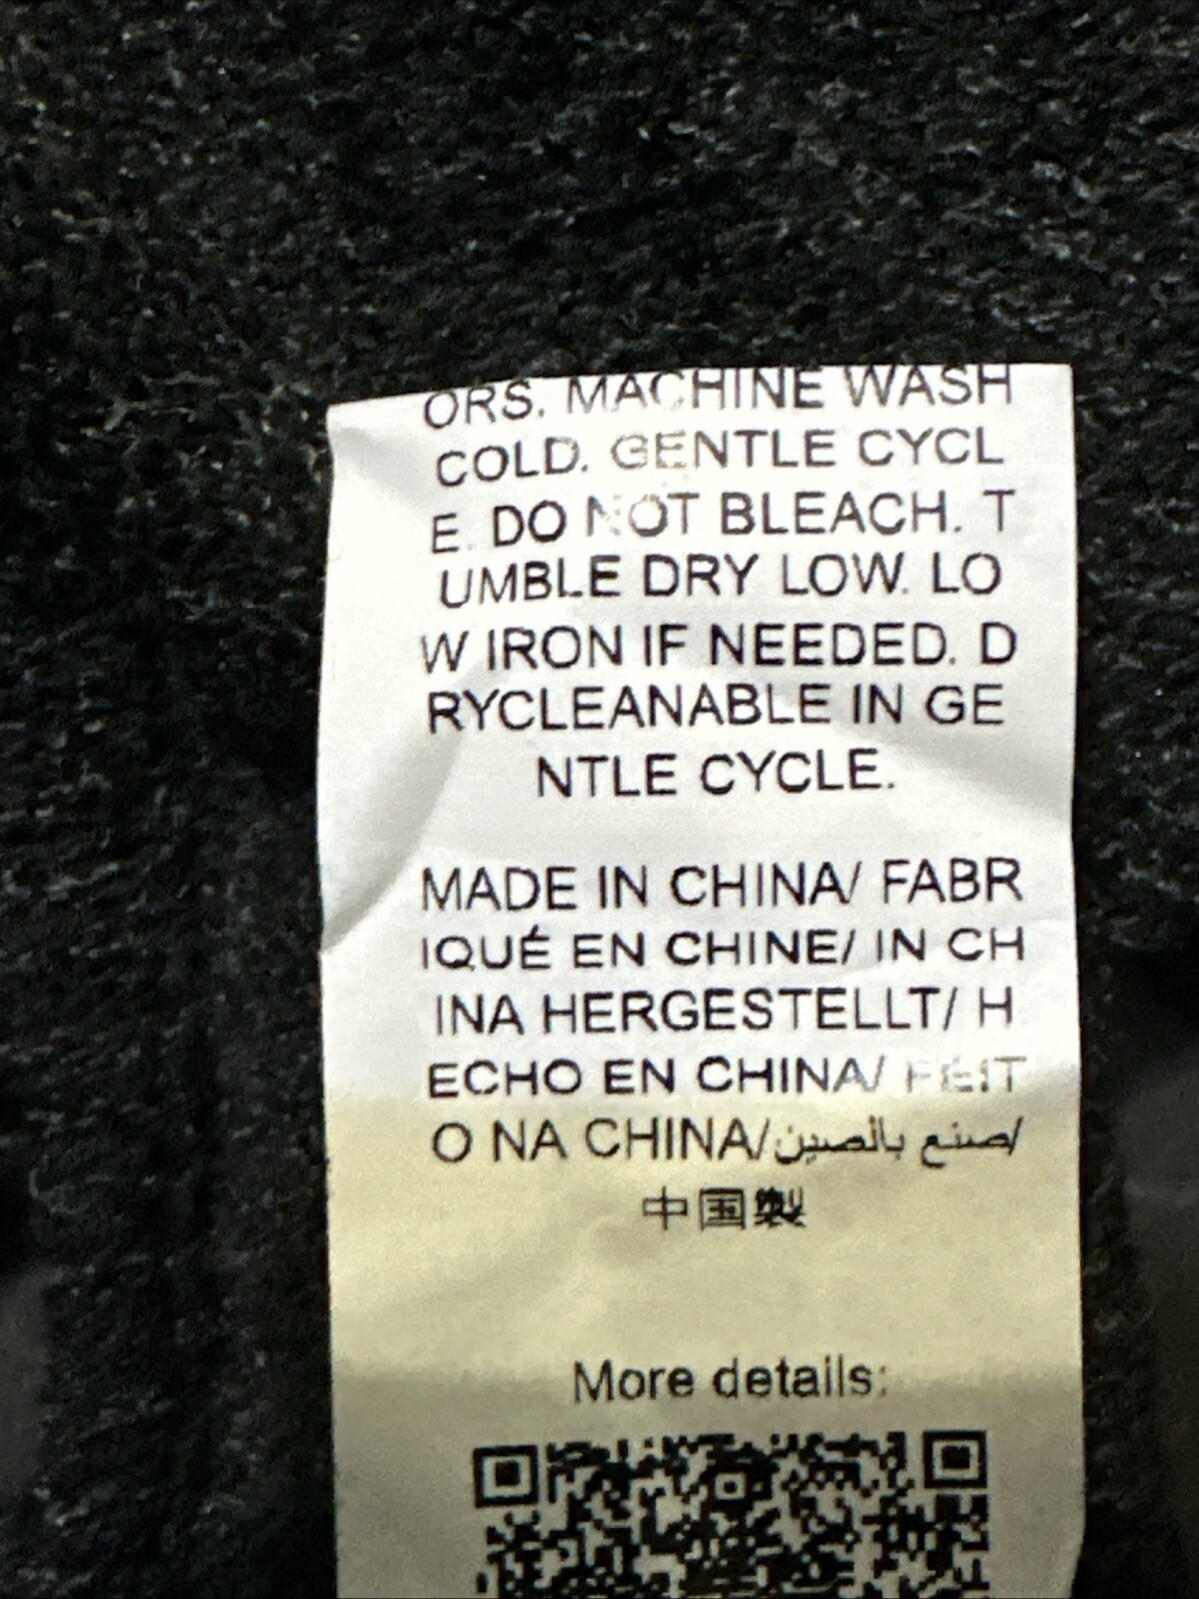 ORS. MACHINE WASH
COLD. GENTLE CYCL
E. DO NOT BLEACH. T
UMBLE DRY LOW. LO
W IRON IF NEEDED. D
RYCLEANABLE IN GE
NTLE CYCLE.
MADE IN CHINA/ FABR
IQUÉ EN CHINE/ IN CH
INA HERGESTELLT/ H
ECHO EN CHINA/ FEIT
O NA CHINA/صنع بالصين/
中国製
More details: